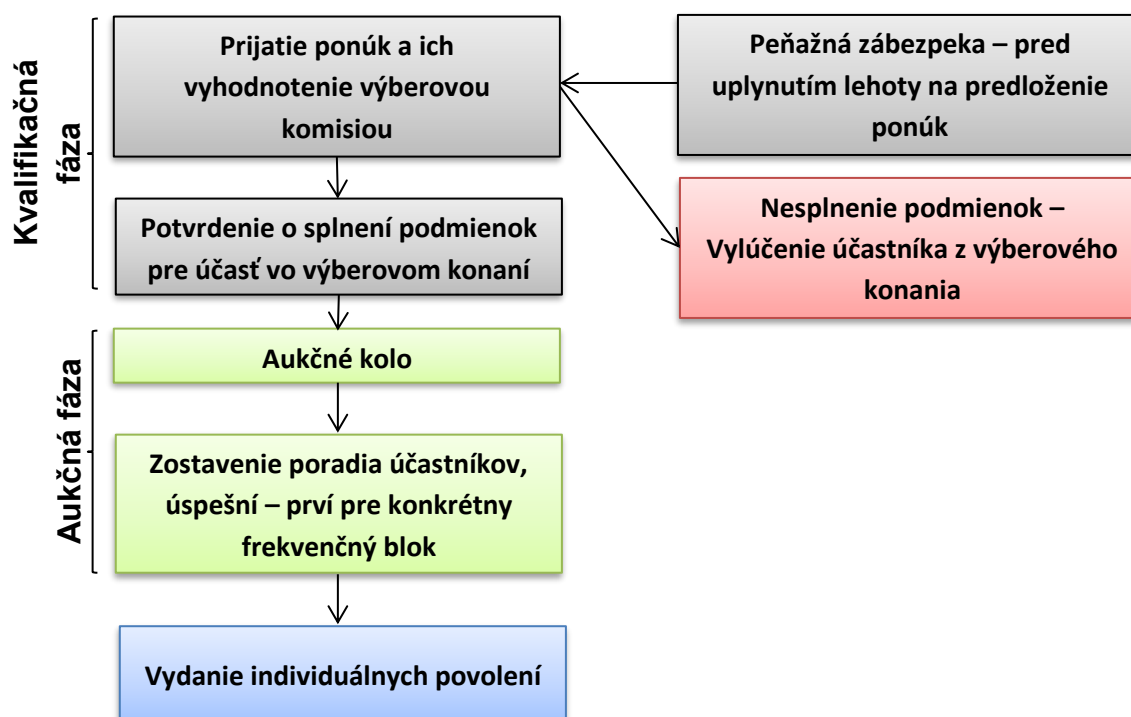 Kvalifikačná
fáza
Prijatie ponúk a ich
vyhodnotenie výberovou
komisiou
Peňažná zábezpeka – pred
uplynutím lehoty na predloženie
ponúk
Potvrdenie o splnení podmienok
pre účasť vo výberovom konaní
Nesplnenie podmienok –
Vylúčenie účastníka z výberového
konania
Aukčná fáza
Aukčné kolo
Zostavenie poradia účastníkov,
úspešní – prví pre konkrétny
frekvenčný blok
Vydanie individuálnych povolení